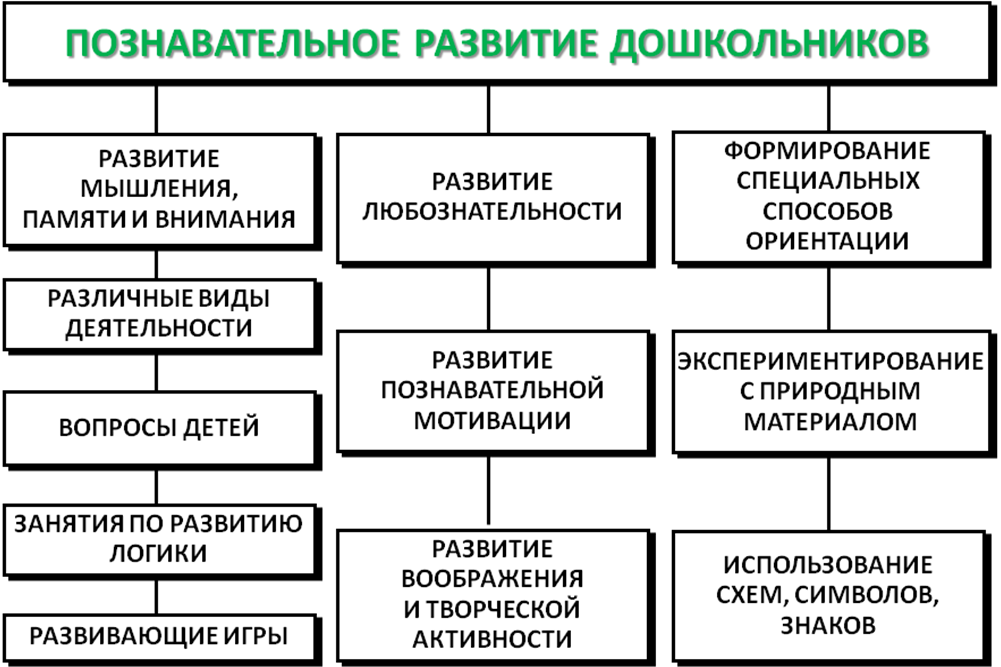 ПОЗНАВАТЕЛЬНОЕ РАЗВИТИЕ ДОШКОЛЬНИКОВ
РАЗВИТИЕ
МЫШЛЕНИЯ,
ПАМЯТИ И ВНИМАНИЯ
РАЗЛИЧНЫЕ ВИДЫ
ДЕЯТЕЛЬНОСТИ
ВОПРОСЫ ДЕТЕЙ
ЗАНЯТИЯ ПО РАЗВИТИЮ
ЛОГИКИ
РАЗВИВАЮЩИЕ ИГРЫ
РАЗВИТИЕ
ЛЮБОЗНАТЕЛЬНОСТИ
РАЗВИТИЕ
ПОЗНАВАТЕЛЬНОЙ
МОТИВАЦИИ
РАЗВИТИЕ
ВООБРАЖЕНИЯ
И ТВОРЧЕСКОЙ
АКТИВНОСТИ
ФОРМИРОВАНИЕ
СПЕЦИАЛЬНЫХ
СПОСОБОВ
ОРИЕНТАЦИИ
ЭКСПЕРИМЕНТИРОВАНИЕ
С ПРИРОДНЫМ
МАТЕРИАЛОМ
ИСПОЛЬЗОВАНИЕ
СХЕМ, СИМВОЛОВ,
ЗНАКОВ